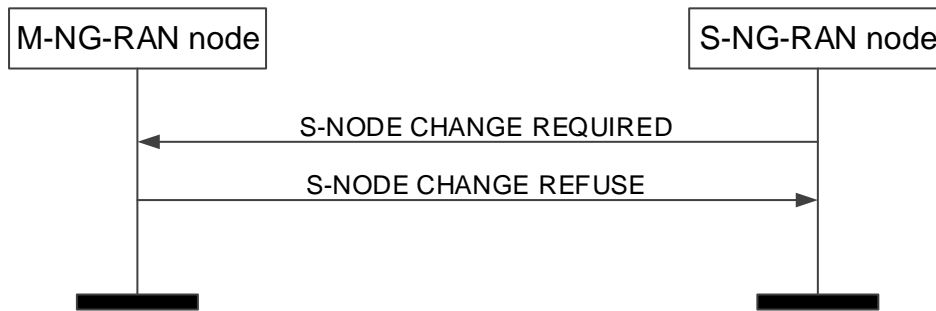 M-NG-RAN node
S-NG-RAN node
S-NODE CHANGE REQUIRED
S-NODE CHANGE REFUSE